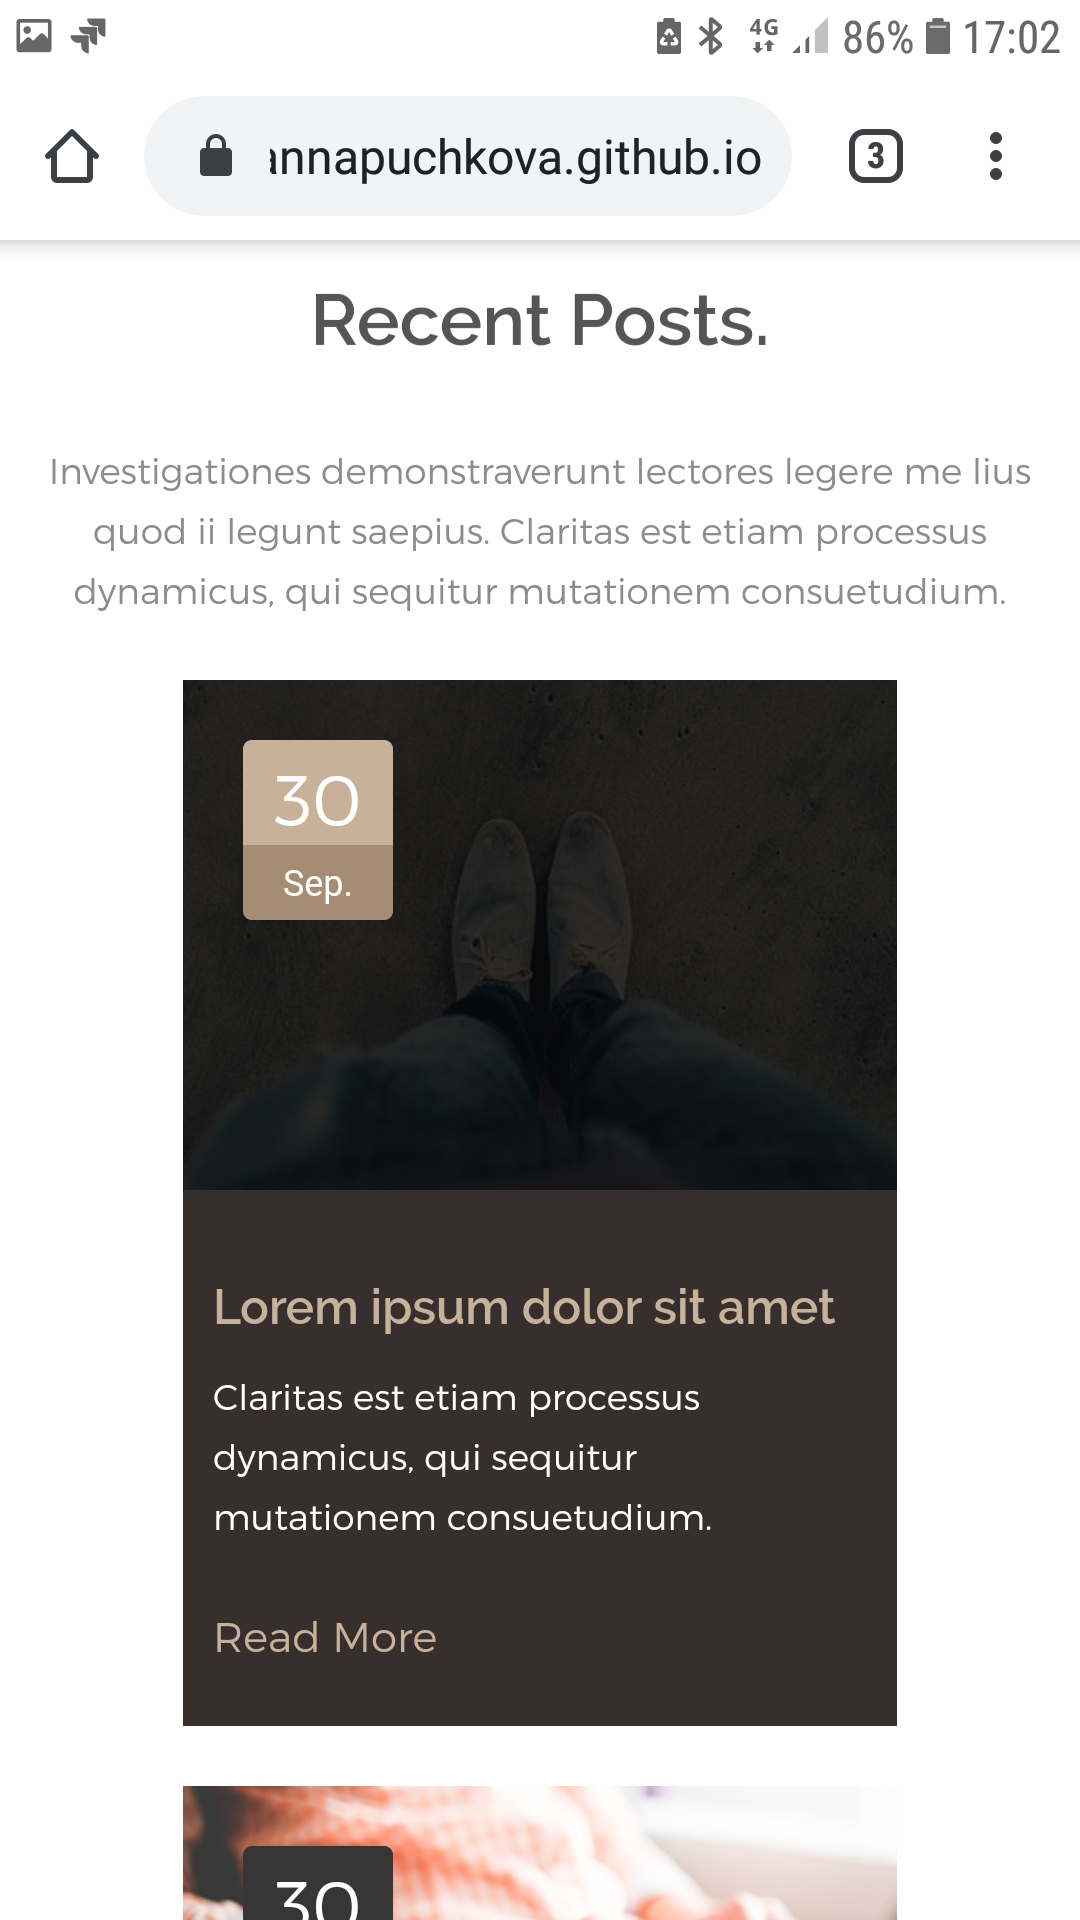 4G 86% 17:02
annapuchkova.github.io 3
Recent Posts.
Investigationes demonstraverunt lectores legere me lius
quod ii legunt saepius. Claritas est etiam processus
dynamicus, qui sequitur mutationem consuetudium.
30
Sep.
Lorem ipsum dolor sit amet
Claritas est etiam processus
dynamicus, qui sequitur
mutationem consuetudium.
Read More
30